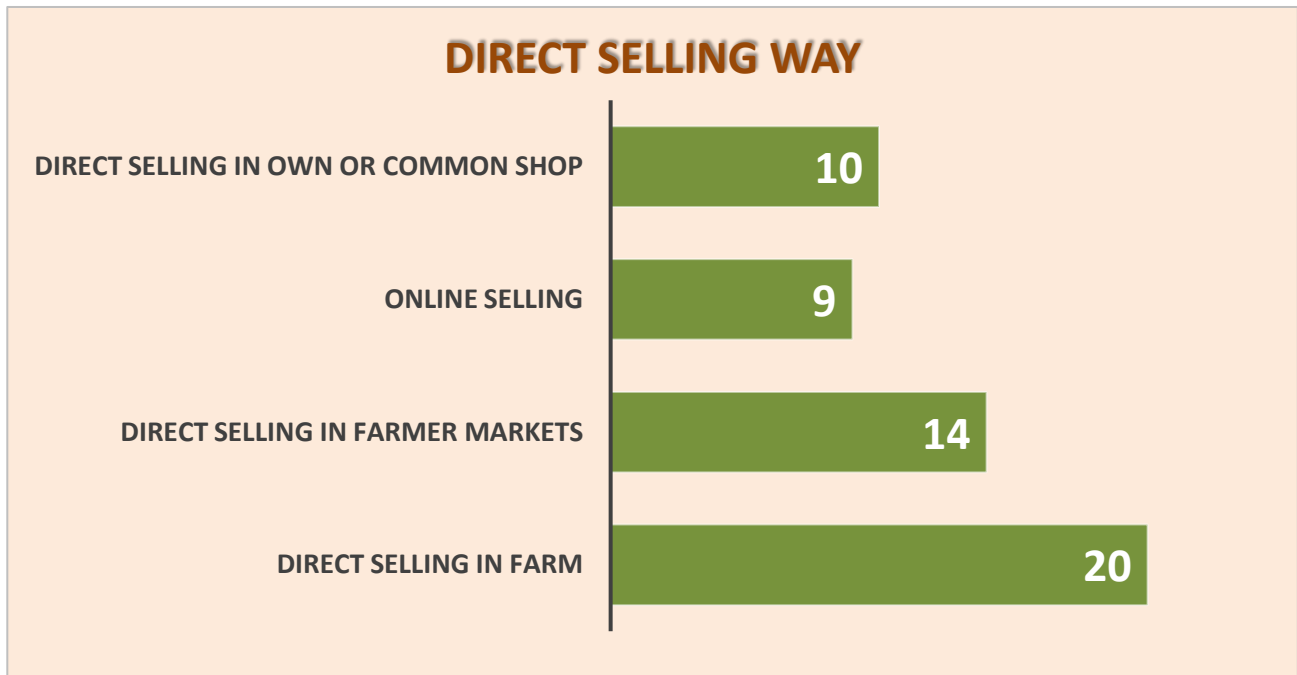 DIRECT SELLING WAY
DIRECT SELLING IN OWN OR COMMON SHOP
10
ONLINE SELLING
9
DIRECT SELLING IN FARMER MARKETS
14
DIRECT SELLING IN FARM
20